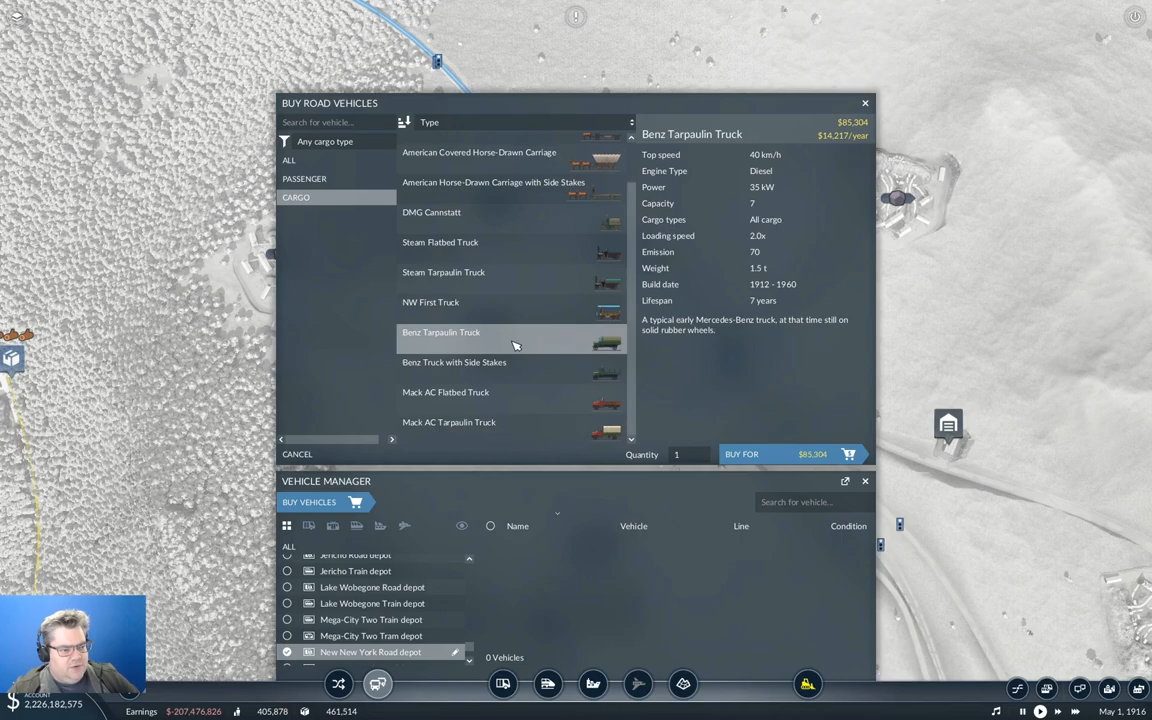 BUY ROAD VEHICLES
Search for vehicle...
Type
Any cargo type
ALL
PASSENGER
CARGO
American Covered Horse-Drawn Carriage
American Horse-Drawn Carriage with Side Stakes
DMG Cannstatt
Steam Flatbed Truck
Steam Tarpaulin Truck
NW First Truck
Benz Tarpaulin Truck
Benz Truck with Side Stakes
Mack AC Flatbed Truck
Mack AC Tarpaulin Truck
$85,304
Benz Tarpaulin Truck
$14,217/year
Top speed 40 km/h
Engine Type Diesel
Power 35 kW
Capacity 7
Cargo types All cargo
Loading speed 2.0x
Emission 70
Weight 1.5 t
Build date 1912 - 1960
Lifespan 7 years
A typical early Mercedes-Benz truck, at that time still on
solid rubber wheels.
CANCEL
Quantity 1
BUY FOR $85,304
VEHICLE MANAGER
BUY VEHICLES
Search for vehicle...
Name Vehicle Line Condition
ALL
Jericho Road depot
Jericho Train depot
Lake Wobegone Road depot
Lake Wobegone Train depot
Mega-City Two Train depot
Mega-City Two Tram depot
New New York Road depot
0 Vehicles
ACCOUNT
$ 2,226,182,575
Earnings $-207,476,826
405,878
461,514
May 1, 1916